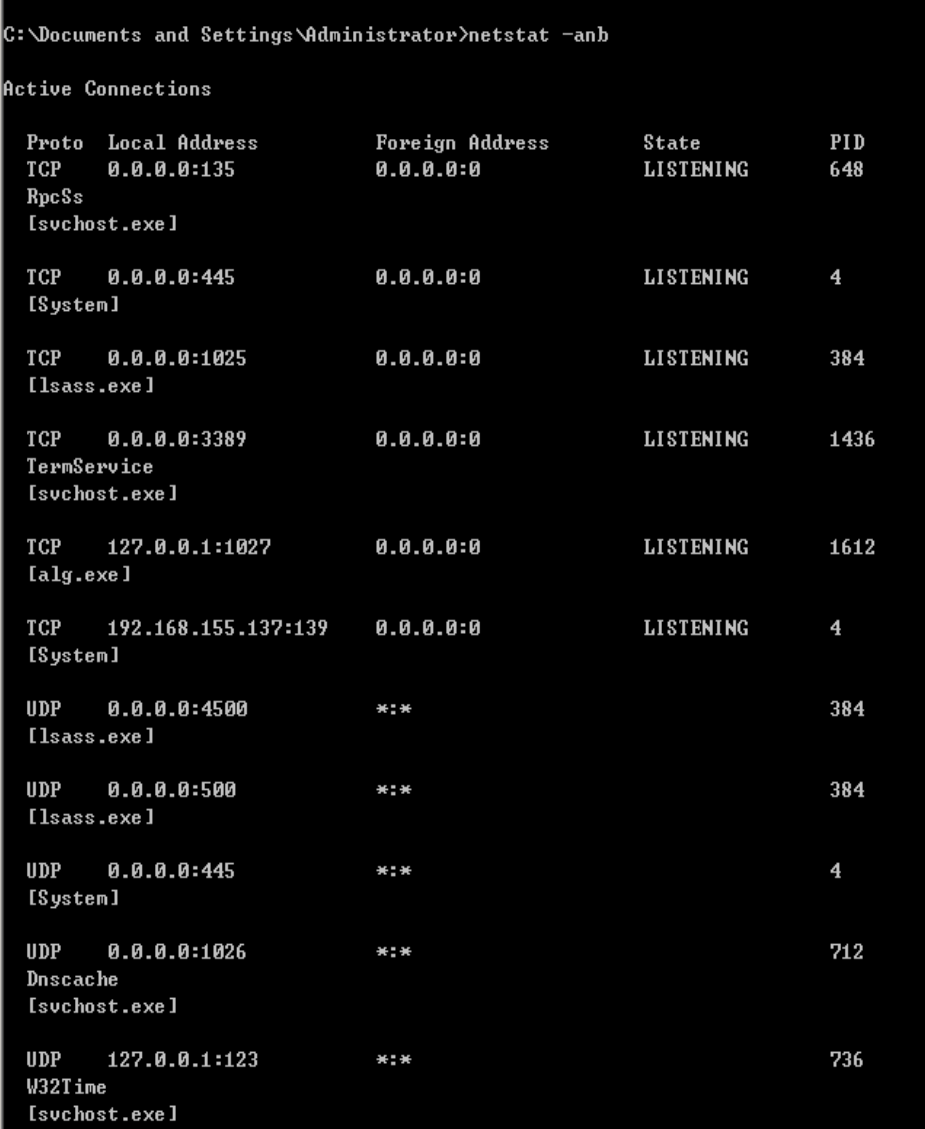 C:\Documents and Settings\Administrator>netstat -anb
Active Connections
Proto Local Address Foreign Address State PID
TCP 0.0.0.0:135 0.0.0.0:0 LISTENING 648
RpcSs
[svchost.exe]
TCP 0.0.0.0:445 0.0.0.0:0 LISTENING 4
[System]
TCP 0.0.0.0:1025 0.0.0.0:0 LISTENING 384
[lsass.exe]
TCP 0.0.0.0:3389 0.0.0.0:0 LISTENING 1436
TermService
[svchost.exe]
TCP 127.0.0.1:1027 0.0.0.0:0 LISTENING 1612
[alg.exe]
TCP 192.168.155.137:139 0.0.0.0:0 LISTENING 4
[System]
UDP 0.0.0.0:4500 *:* 384
[lsass.exe]
UDP 0.0.0.0:500 *:* 384
[lsass.exe]
UDP 0.0.0.0:445 *:* 4
[System]
UDP 0.0.0.0:1026 *:* 712
Dnscache
[svchost.exe]
UDP 127.0.0.1:123 *:* 736
W32Time
[svchost.exe]